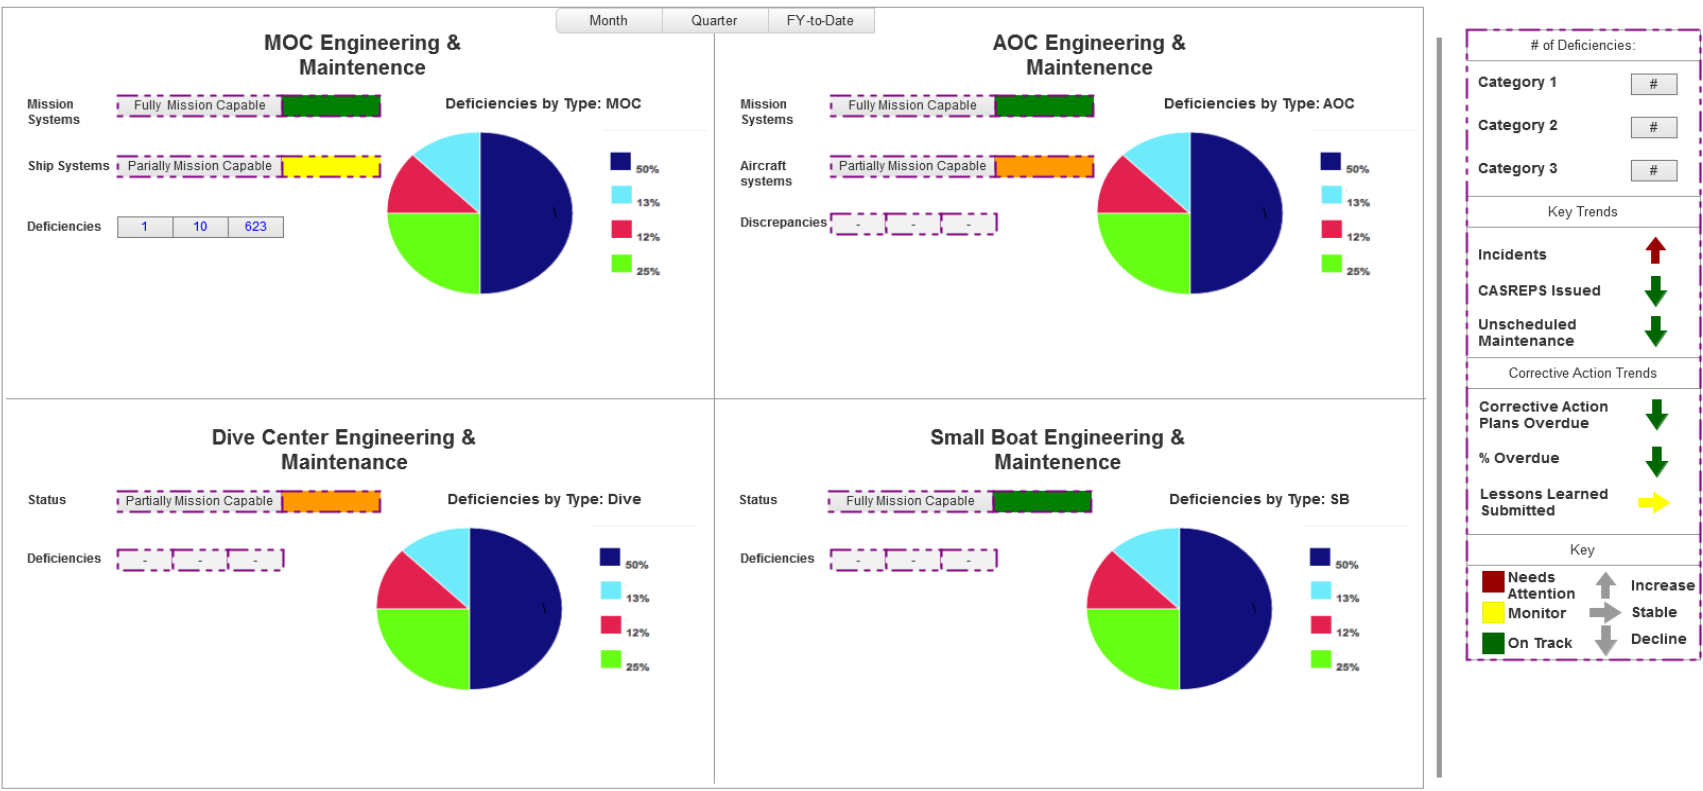 Month Quarter FY-to-Date
MOC Engineering &
Maintenence
Mission
Systems
Fully Mission Capable
Deficiencies by Type: MOC
Ship Systems
Parially Mission Capable
Deficiencies
1 10 623
50%
13%
12%
25%
AOC Engineering &
Maintenence
Mission
Systems
Fully Mission Capable
Deficiencies by Type: AOC
Aircraft
systems
Partially Mission Capable
Discrepancies
- - -
50%
13%
12%
25%
Dive Center Engineering &
Maintenance
Status
Partially Mission Capable
Deficiencies by Type: Dive
Deficiencies
- - -
50%
13%
12%
25%
Small Boat Engineering &
Maintenence
Status
Fully Mission Capable
Deficiencies by Type: SB
Deficiencies
- - -
50%
13%
12%
25%
# of Deficiencies:
Category 1 #
Category 2 #
Category 3 #
Key Trends
Incidents
CASREPS Issued
Unscheduled
Maintenance
Corrective Action Trends
Corrective Action
Plans Overdue
% Overdue
Lessons Learned
Submitted
Key
Needs
Attention
Increase
Monitor
Stable
On Track
Decline